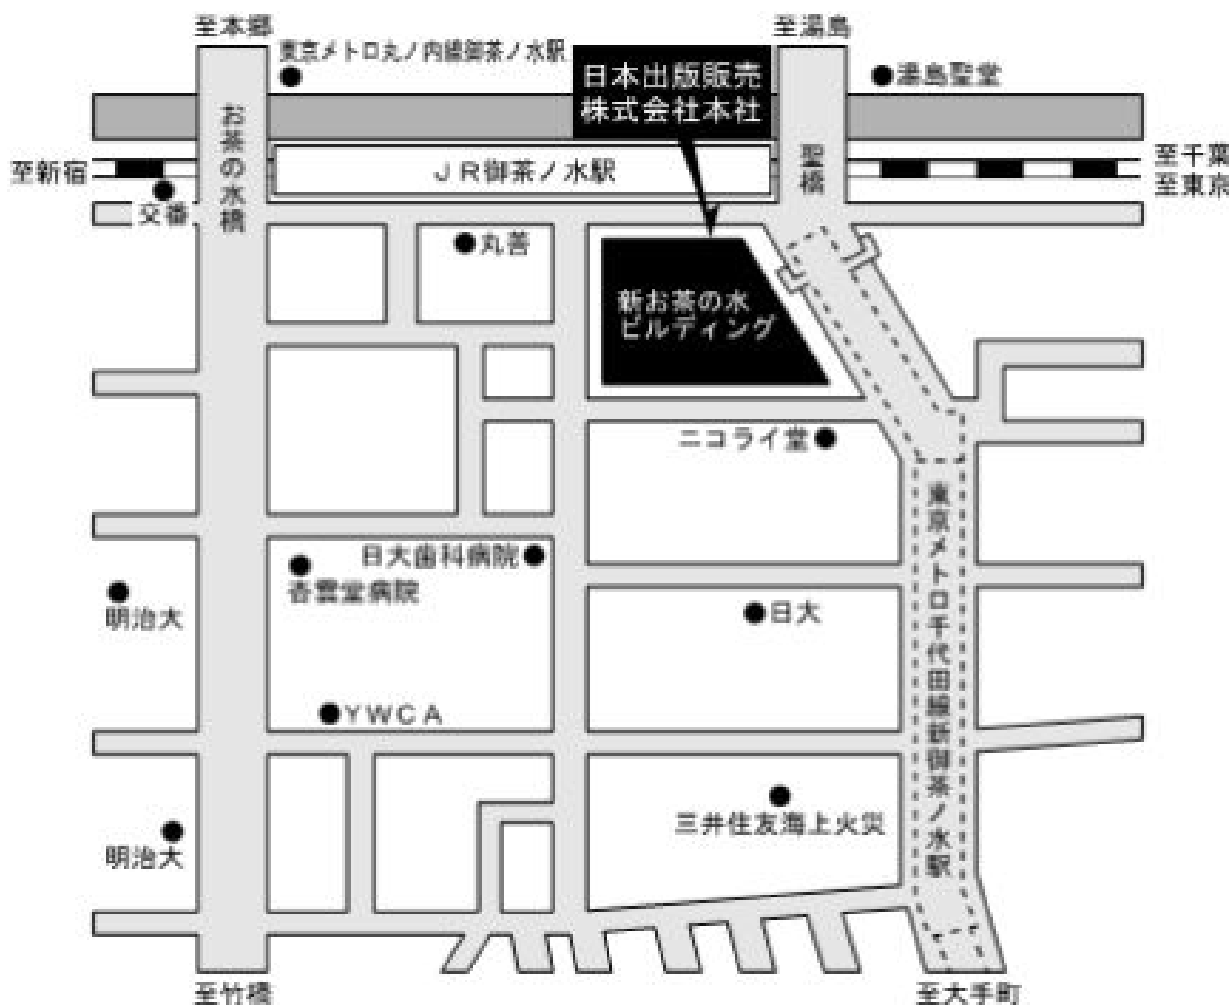 至本郷
至湯島
東京メトロ丸ノ内線御茶ノ水駅
日本出版販売
株式会社本社
湯島聖堂
お茶の水橋
聖橋
至新宿
JR御茶ノ水駅
至千葉
至東京
交番
丸善
新お茶の水
ビルディング
ニコライ堂
東京メトロ千代田線新御茶ノ水駅
日大歯科病院
杏雲堂病院
明治大
日大
YWCA
三井住友海上火災
明治大
至竹橋
至大手町